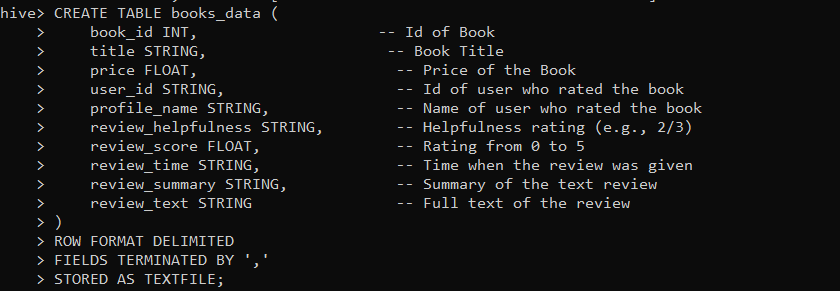 hive> CREATE TABLE books_data (
    >     book_id INT,                    -- Id of Book
    >     title STRING,                    -- Book Title
    >     price FLOAT,                      -- Price of the Book
    >     user_id STRING,                   -- Id of user who rated the book
    >     profile_name STRING,              -- Name of user who rated the book
    >     review_helpfulness STRING,        -- Helpfulness rating (e.g., 2/3)
    >     review_score FLOAT,               -- Rating from 0 to 5
    >     review_time STRING,               -- Time when the review was given
    >     review_summary STRING,            -- Summary of the text review
    >     review_text STRING                -- Full text of the review
    > )
    > ROW FORMAT DELIMITED
    > FIELDS TERMINATED BY ','
    > STORED AS TEXTFILE;